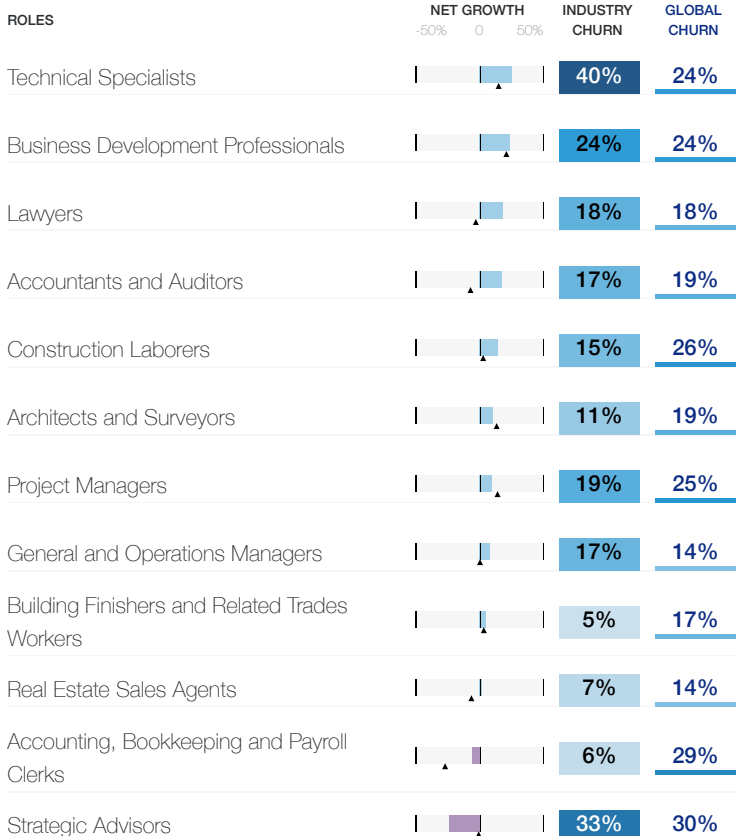 ROLES NET GROWTH INDUSTRY CHURN GLOBAL CHURN
-50% 0 50%
Technical Specialists 40% 24%
Business Development Professionals 24% 24%
Lawyers 18% 18%
Accountants and Auditors 17% 19%
Construction Laborers 15% 26%
Architects and Surveyors 11% 19%
Project Managers 19% 25%
General and Operations Managers 17% 14%
Building Finishers and Related Trades
Workers 5% 17%
Real Estate Sales Agents 7% 14%
Accounting, Bookkeeping and Payroll
Clerks 6% 29%
Strategic Advisors 33% 30%